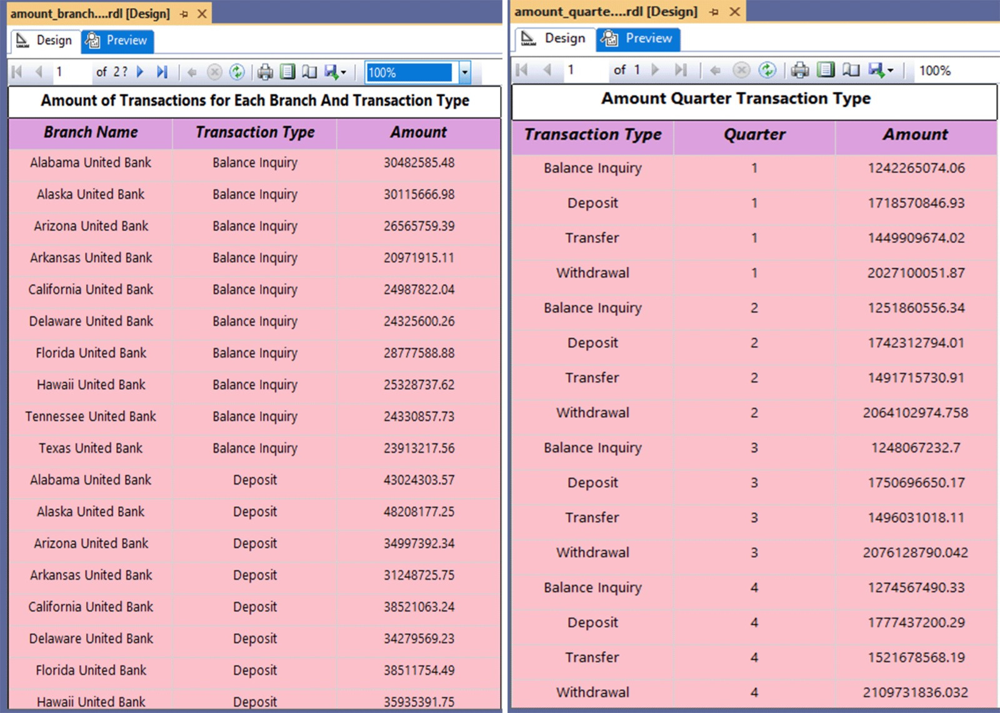 amount_branch....rdl [Design]
Design Preview
1 of 2 ? 100%
Amount of Transactions for Each Branch And Transaction Type
Branch Name Transaction Type Amount
Alabama United Bank Balance Inquiry 30482585.48
Alaska United Bank Balance Inquiry 30115666.98
Arizona United Bank Balance Inquiry 26565759.39
Arkansas United Bank Balance Inquiry 20971915.11
California United Bank Balance Inquiry 24987822.04
Delaware United Bank Balance Inquiry 24325600.26
Florida United Bank Balance Inquiry 28777588.88
Hawaii United Bank Balance Inquiry 25328737.62
Tennessee United Bank Balance Inquiry 24330857.73
Texas United Bank Balance Inquiry 23913217.56
Alabama United Bank Deposit 43024303.57
Alaska United Bank Deposit 48208177.25
Arizona United Bank Deposit 34997392.34
Arkansas United Bank Deposit 31248725.75
California United Bank Deposit 38521063.24
Delaware United Bank Deposit 34279569.23
Florida United Bank Deposit 38511754.49
Hawaii United Bank Deposit 35935391.75
amount_quarte....rdl [Design]
Design Preview
1 of 1 100%
Amount Quarter Transaction Type
Transaction Type Quarter Amount
Balance Inquiry 1 1242265074.06
Deposit 1 1718570846.93
Transfer 1 1449909674.02
Withdrawal 1 2027100051.87
Balance Inquiry 2 1251860556.34
Deposit 2 1742312794.01
Transfer 2 1491715730.91
Withdrawal 2 2064102974.758
Balance Inquiry 3 1248067232.7
Deposit 3 1750696650.17
Transfer 3 1496031018.11
Withdrawal 3 2076128790.042
Balance Inquiry 4 1274567490.33
Deposit 4 1777437200.29
Transfer 4 1521678568.19
Withdrawal 4 2109731836.032